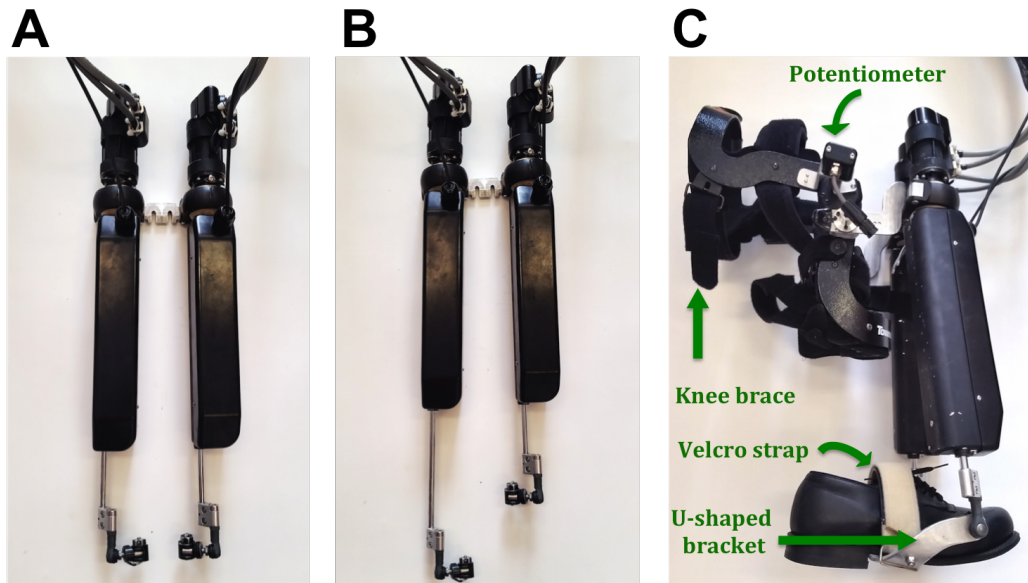 A
B
C
Potentiometer
Knee brace
Velcro strap
U-shaped
bracket